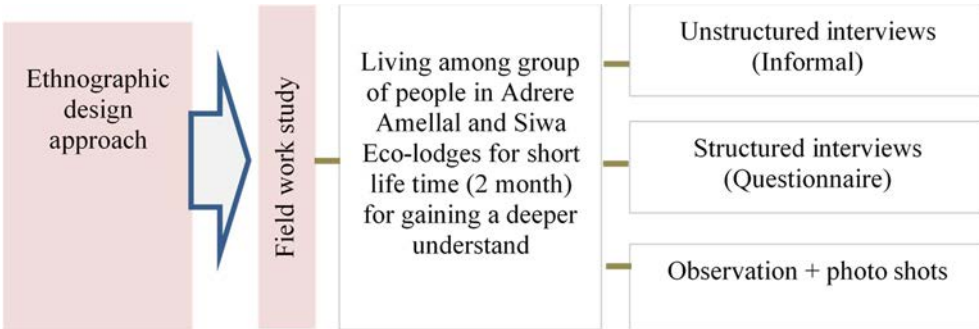 Ethnographic
design
approach
Field work study
Living among group
of people in Adrere
Amellal and Siwa
Eco-lodges for short
life time (2 month)
for gaining a deeper
understand
Unstructured interviews
(Informal)
Structured interviews
(Questionnaire)
Observation + photo shots